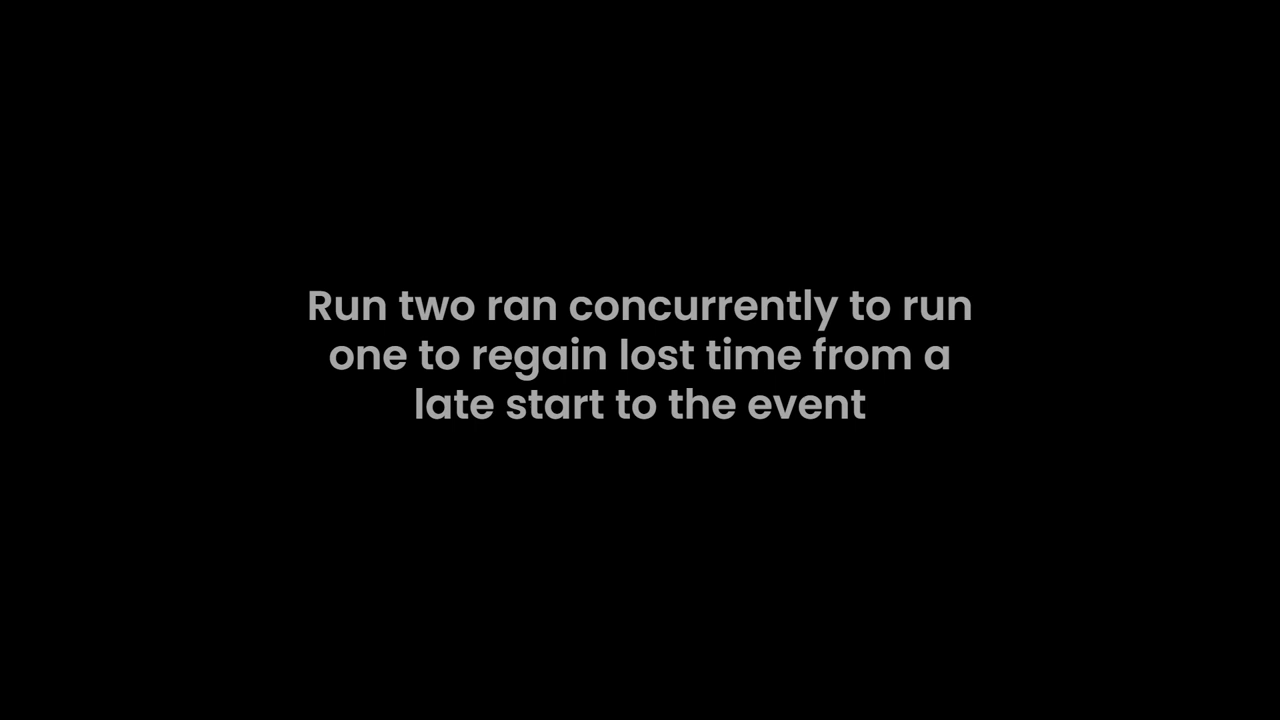 Run two ran concurrently to run
one to regain lost time from a
late start to the event